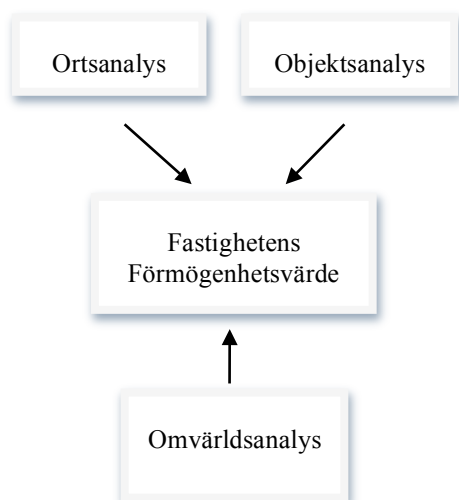 Ortsanalys
Objektsanalys
Fastighetens
Förmögenhetsvärde
Omvärldsanalys